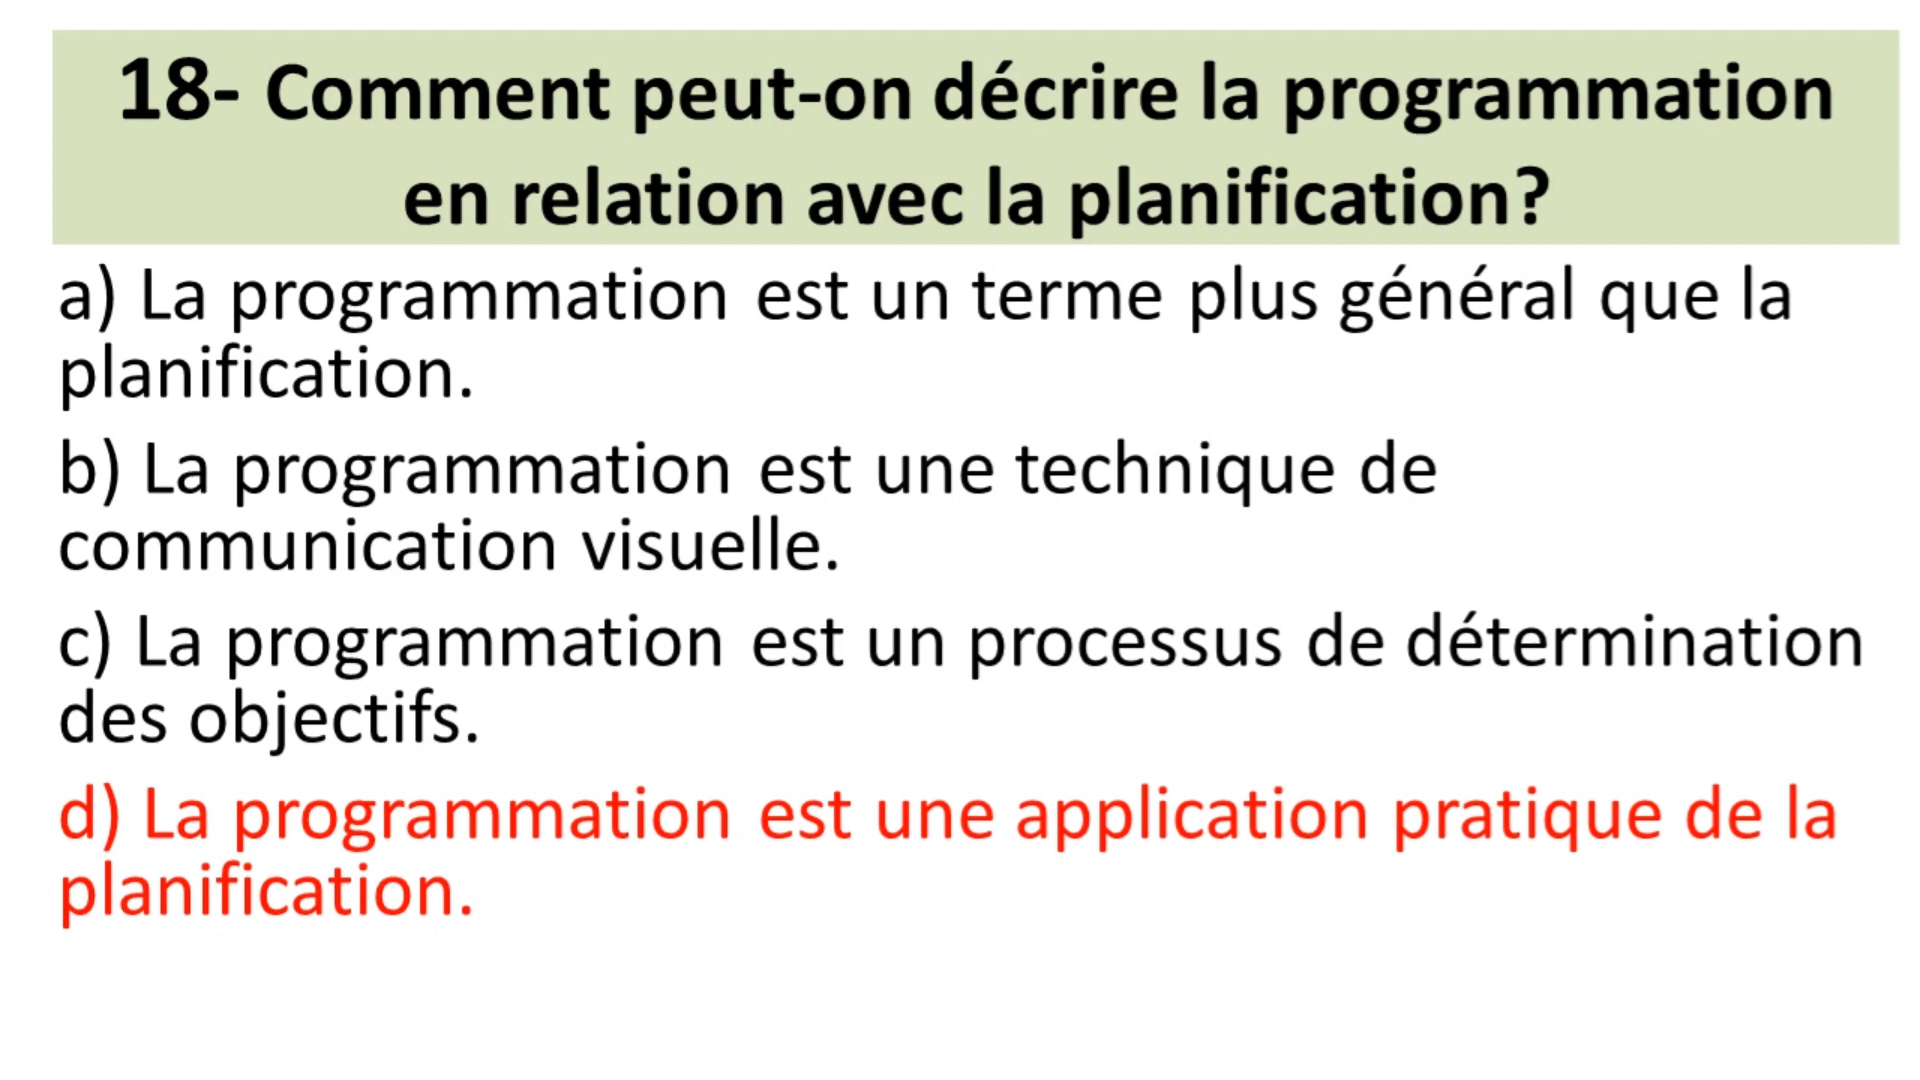 18- Comment peut-on décrire la programmation
en relation avec la planification?
a) La programmation est un terme plus général que la
planification.
b) La programmation est une technique de
communication visuelle.
c) La programmation est un processus de détermination
des objectifs.
d) La programmation est une application pratique de la
planification.